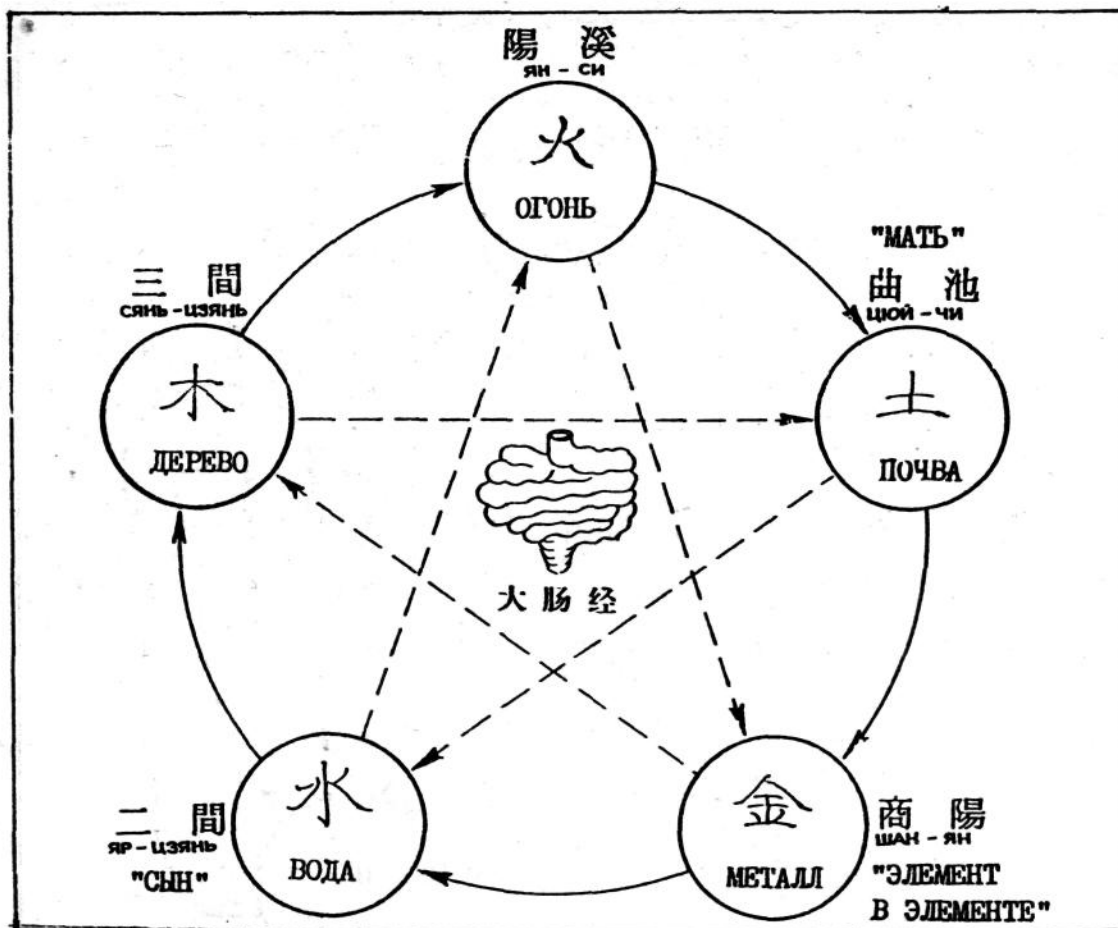 陽 溪
ЯН - СИ
火
ОГОНЬ
"МАТЬ"
曲 池
ЦЮЙ - ЧИ
土
ПОЧВА
三 間
СЯНЬ - ЦЗЯНЬ
木
ДЕРЕВО
大 肠 经
二 間
ЯР - ЦЗЯНЬ
"СЫН"
水
ВОДА
金
МЕТАЛЛ
商 陽
ШАН - ЯН
"ЭЛЕМЕНТ
В ЭЛЕМЕНТЕ"